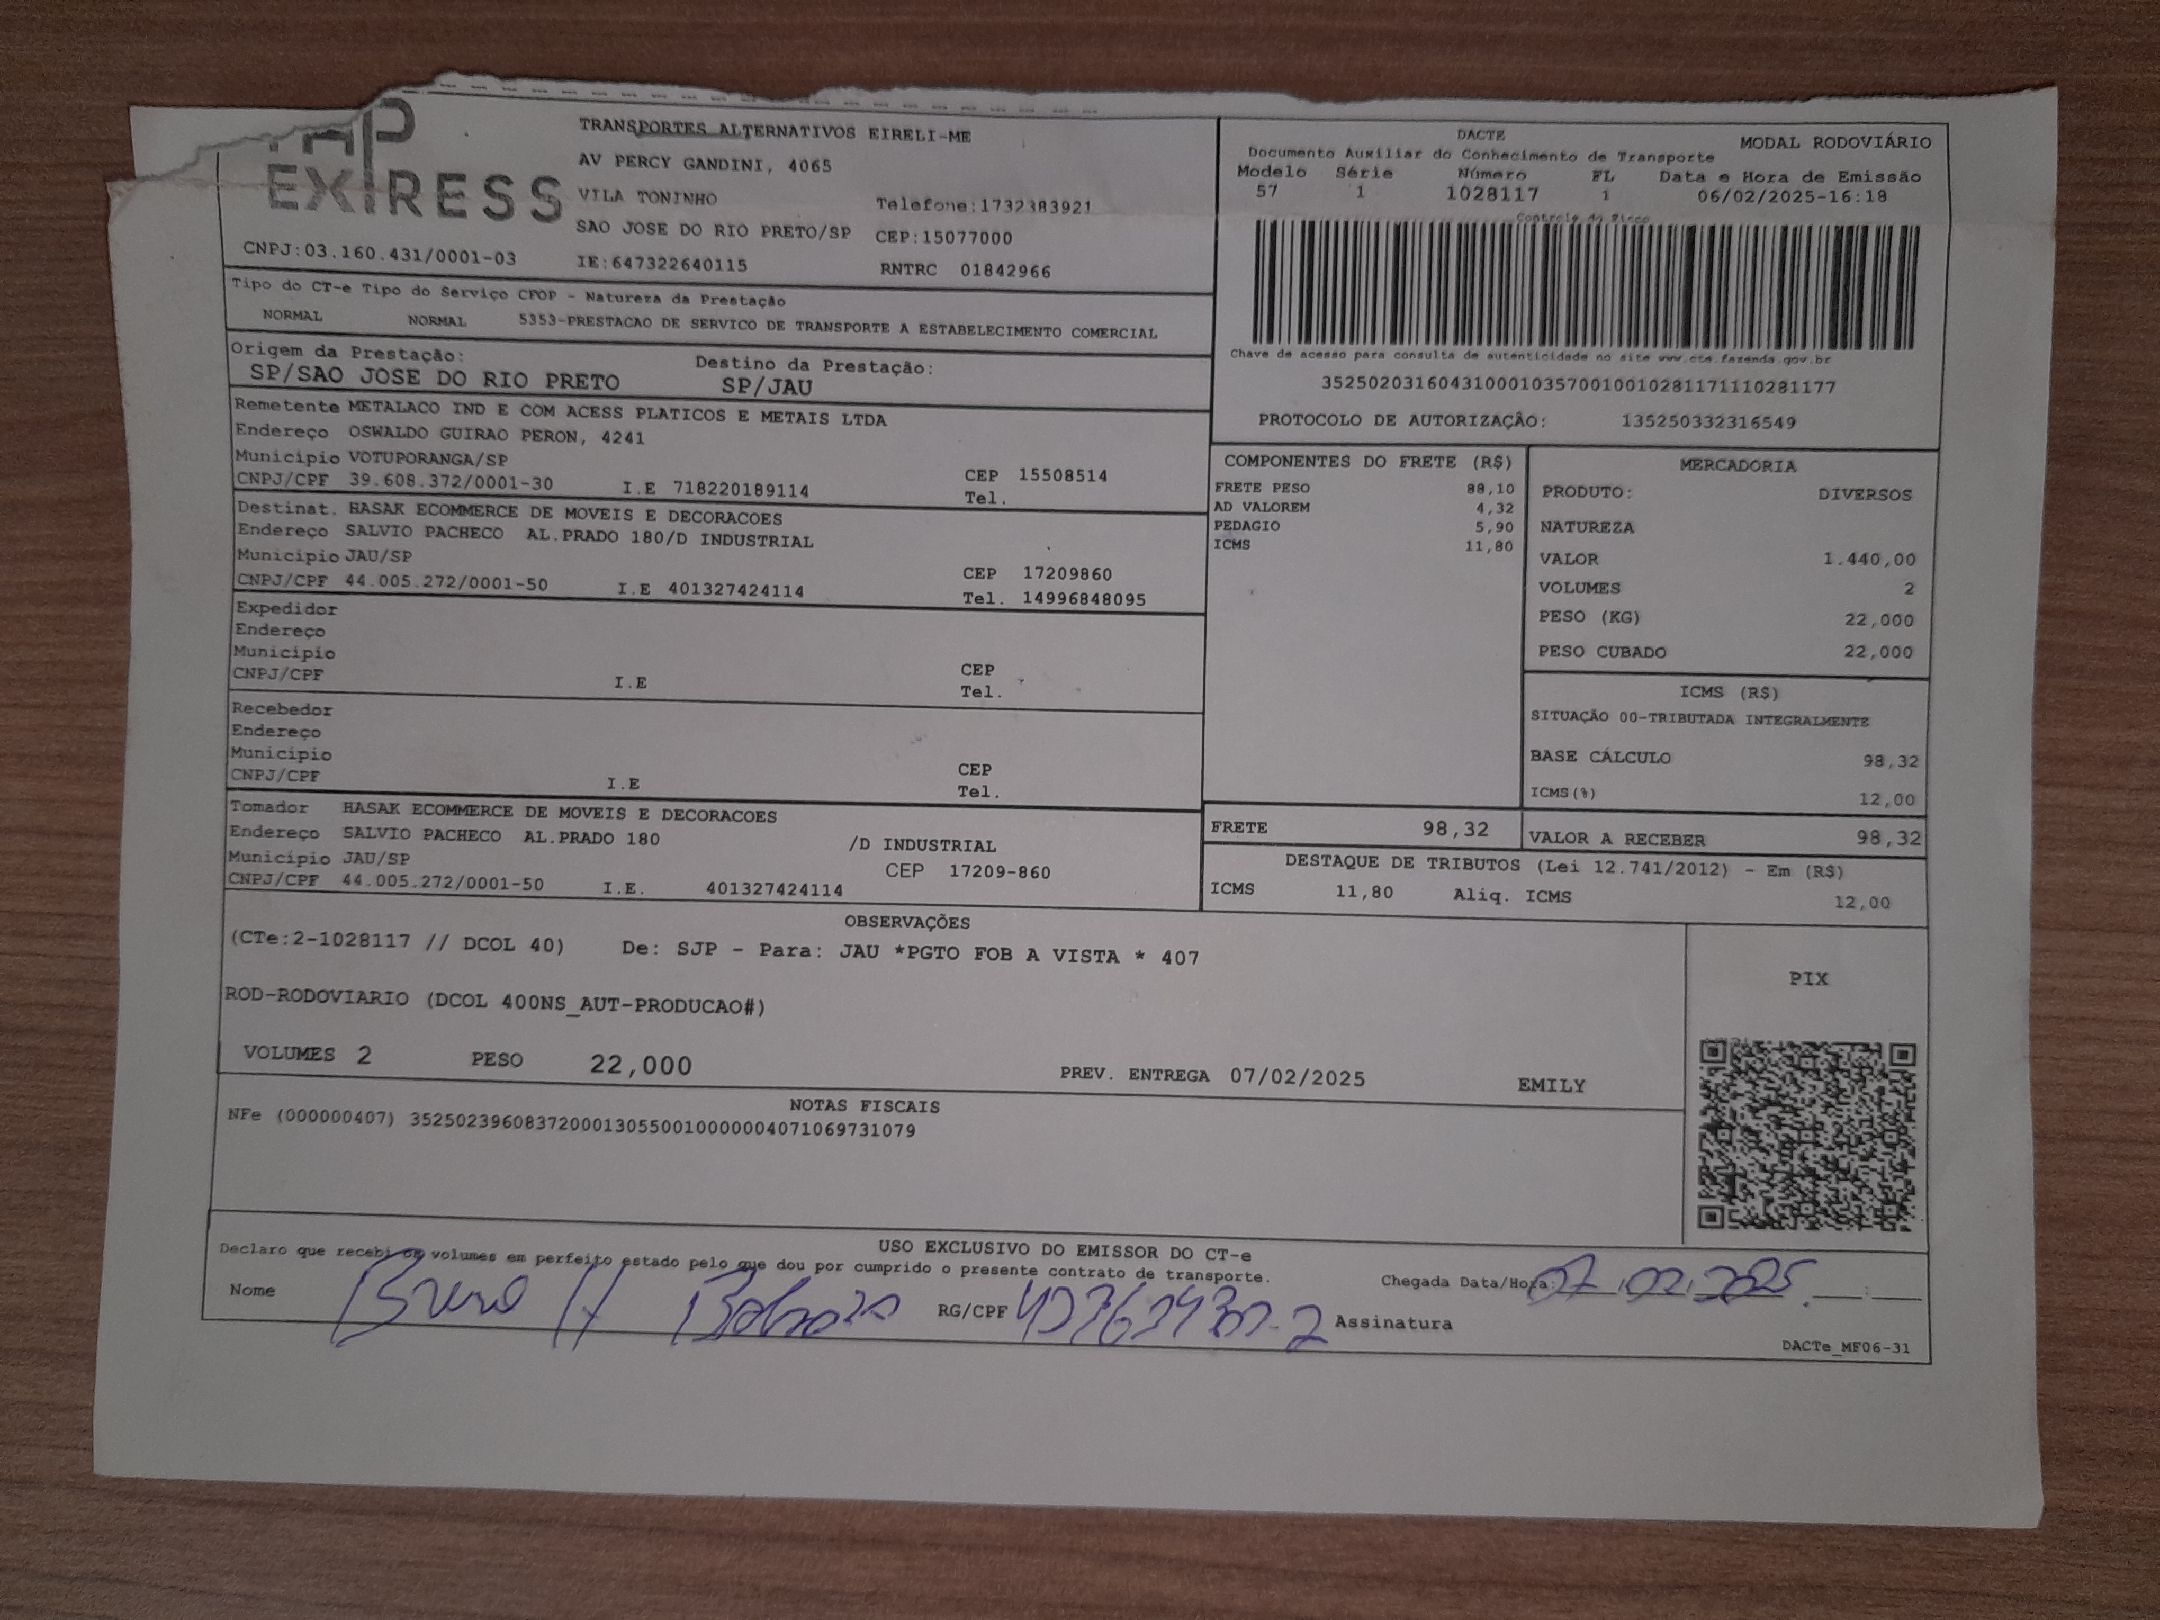 EXPRESS
TRANSPORTES ALTERNATIVOS EIRELI-ME
AV PERCY GANDINI, 4065
VILA TONINHO Telefone:1732383921
SAO JOSE DO RIO PRETO/SP CEP:15077000
CNPJ:03.160.431/0001-03 IE:647322640115 RNTRC 01842966
DACTE MODAL RODOVIÁRIO
Documento Auxiliar do Conhecimento de Transporte
Modelo Série Número FL Data e Hora de Emissão
57 1 1028117 1 06/02/2025-16:18
Controle do Fisco
Chave de acesso para consulta de autenticidade no site www.cte.fazenda.gov.br
35250203160431000103570010010281171110281177
PROTOCOLO DE AUTORIZAÇÃO: 135250332316549
Tipo do CT-e Tipo do Serviço CFOP - Natureza da Prestação
NORMAL NORMAL 5353-PRESTACAO DE SERVICO DE TRANSPORTE A ESTABELECIMENTO COMERCIAL
Origem da Prestação: Destino da Prestação:
SP/SAO JOSE DO RIO PRETO SP/JAU
Remetente METALACO IND E COM ACESS PLATICOS E METAIS LTDA
Endereço OSWALDO GUIRAO PERON, 4241
Município VOTUPORANGA/SP CEP 15508514
CNPJ/CPF 39.608.372/0001-30 I.E 718220189114 Tel.
Destinat. HASAK ECOMMERCE DE MOVEIS E DECORACOES
Endereço SALVIO PACHECO AL.PRADO 180/D INDUSTRIAL
Município JAU/SP CEP 17209860
CNPJ/CPF 44.005.272/0001-50 I.E 401327424114 Tel. 14996848095
Expedidor
Endereço
Município CEP
CNPJ/CPF I.E Tel.
Recebedor
Endereço
Município CEP
CNPJ/CPF I.E Tel.
Tomador HASAK ECOMMERCE DE MOVEIS E DECORACOES
Endereço SALVIO PACHECO AL.PRADO 180 /D INDUSTRIAL
Município JAU/SP CEP 17209-860
CNPJ/CPF 44.005.272/0001-50 I.E. 401327424114
COMPONENTES DO FRETE (R$)
FRETE PESO 88,10
AD VALOREM 4,32
PEDAGIO 5,90
ICMS 11,80
MERCADORIA
PRODUTO: DIVERSOS
NATUREZA
VALOR 1.440,00
VOLUMES 2
PESO (KG) 22,000
PESO CUBADO 22,000
ICMS (R$)
SITUAÇÃO 00-TRIBUTADA INTEGRALMENTE
BASE CÁLCULO 98,32
ICMS(%) 12,00
FRETE 98,32 VALOR A RECEBER 98,32
DESTAQUE DE TRIBUTOS (Lei 12.741/2012) - Em (R$)
ICMS 11,80 Aliq. ICMS 12,00
OBSERVAÇÕES
(CTe:2-1028117 // DCOL 40) De: SJP - Para: JAU *PGTO FOB A VISTA * 407
ROD-RODOVIARIO (DCOL 400NS_AUT-PRODUCAO#)
VOLUMES 2 PESO 22,000 PREV. ENTREGA 07/02/2025 EMILY
PIX
NOTAS FISCAIS
NFe (000000407) 35250239608372000130550010000004071069731079
USO EXCLUSIVO DO EMISSOR DO CT-e
Declaro que recebi os volumes em perfeito estado pelo que dou por cumprido o presente contrato de transporte.
Chegada Data/Hora: 07.02.2025 __:__
Nome Bruno H RG/CPF Assinatura
DACTe_MF06-31